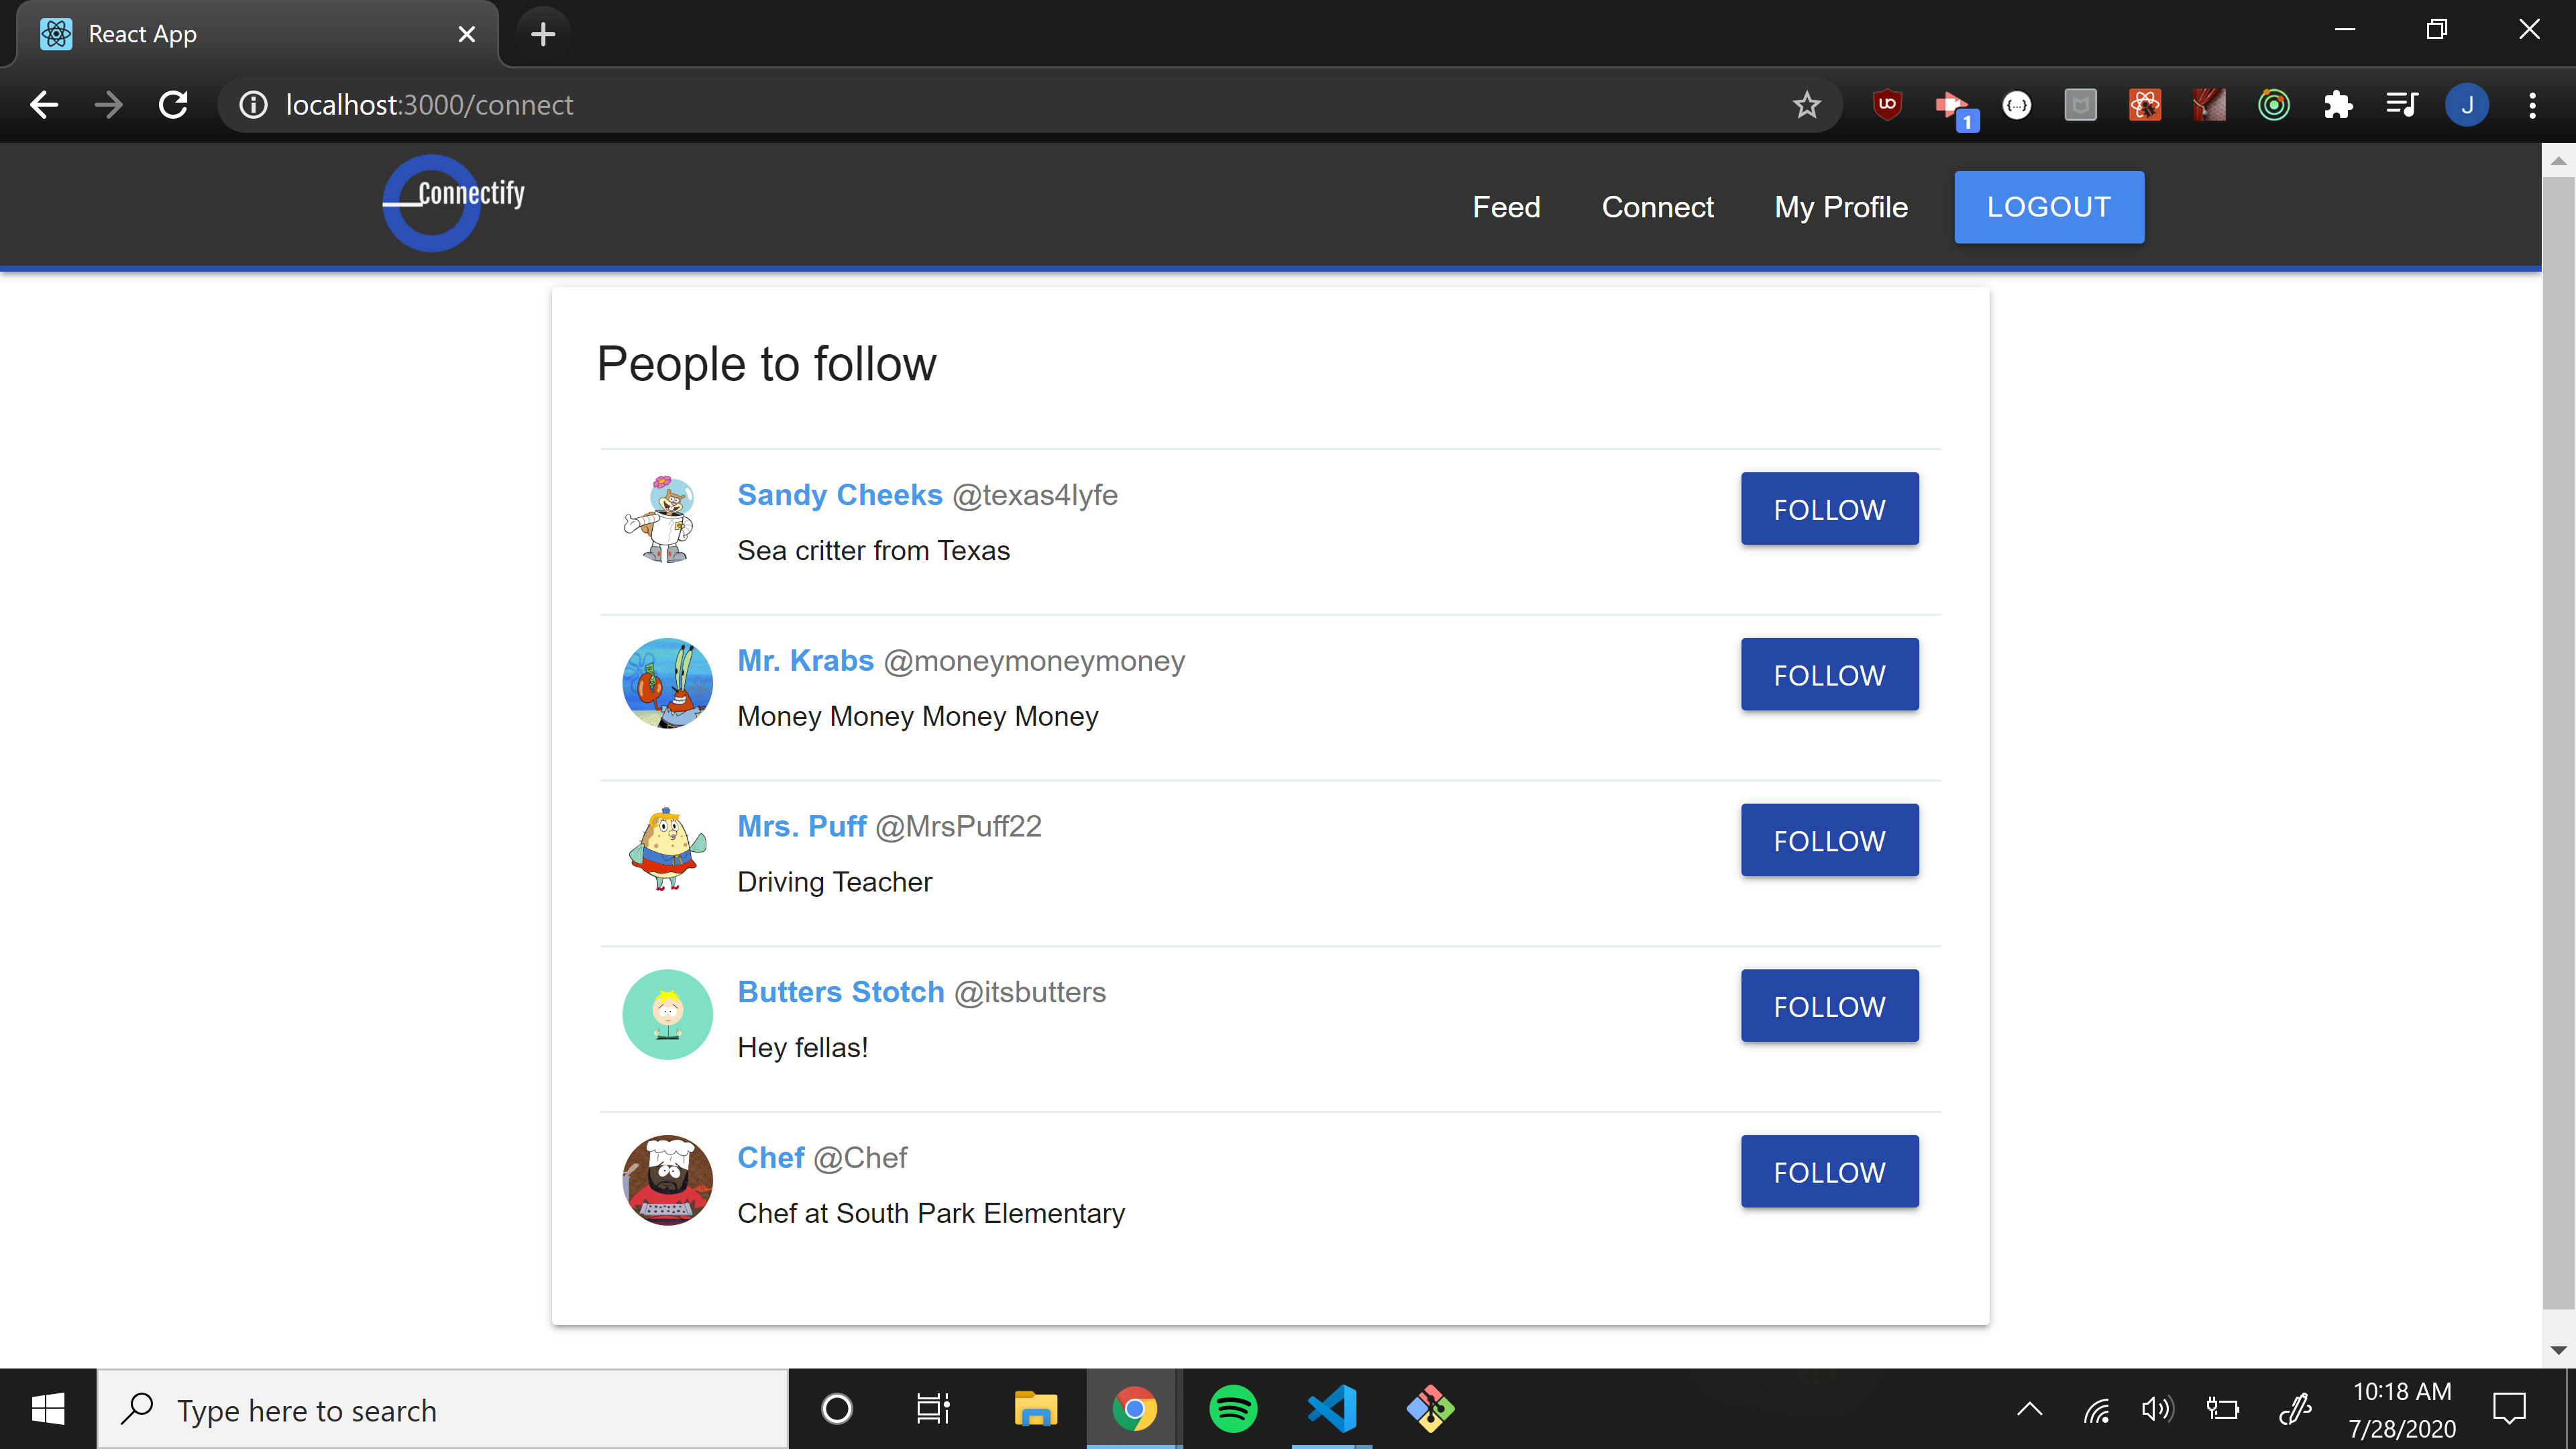 React App
localhost:3000/connect
1
J
Connectify
Feed Connect My Profile LOGOUT
People to follow
Sandy Cheeks @texas4lyfe
FOLLOW
Sea critter from Texas
Mr. Krabs @moneymoneymoney
FOLLOW
Money Money Money Money
Mrs. Puff @MrsPuff22
FOLLOW
Driving Teacher
Butters Stotch @itsbutters
FOLLOW
Hey fellas!
Chef @Chef
FOLLOW
Chef at South Park Elementary
Type here to search
10:18 AM
7/28/2020